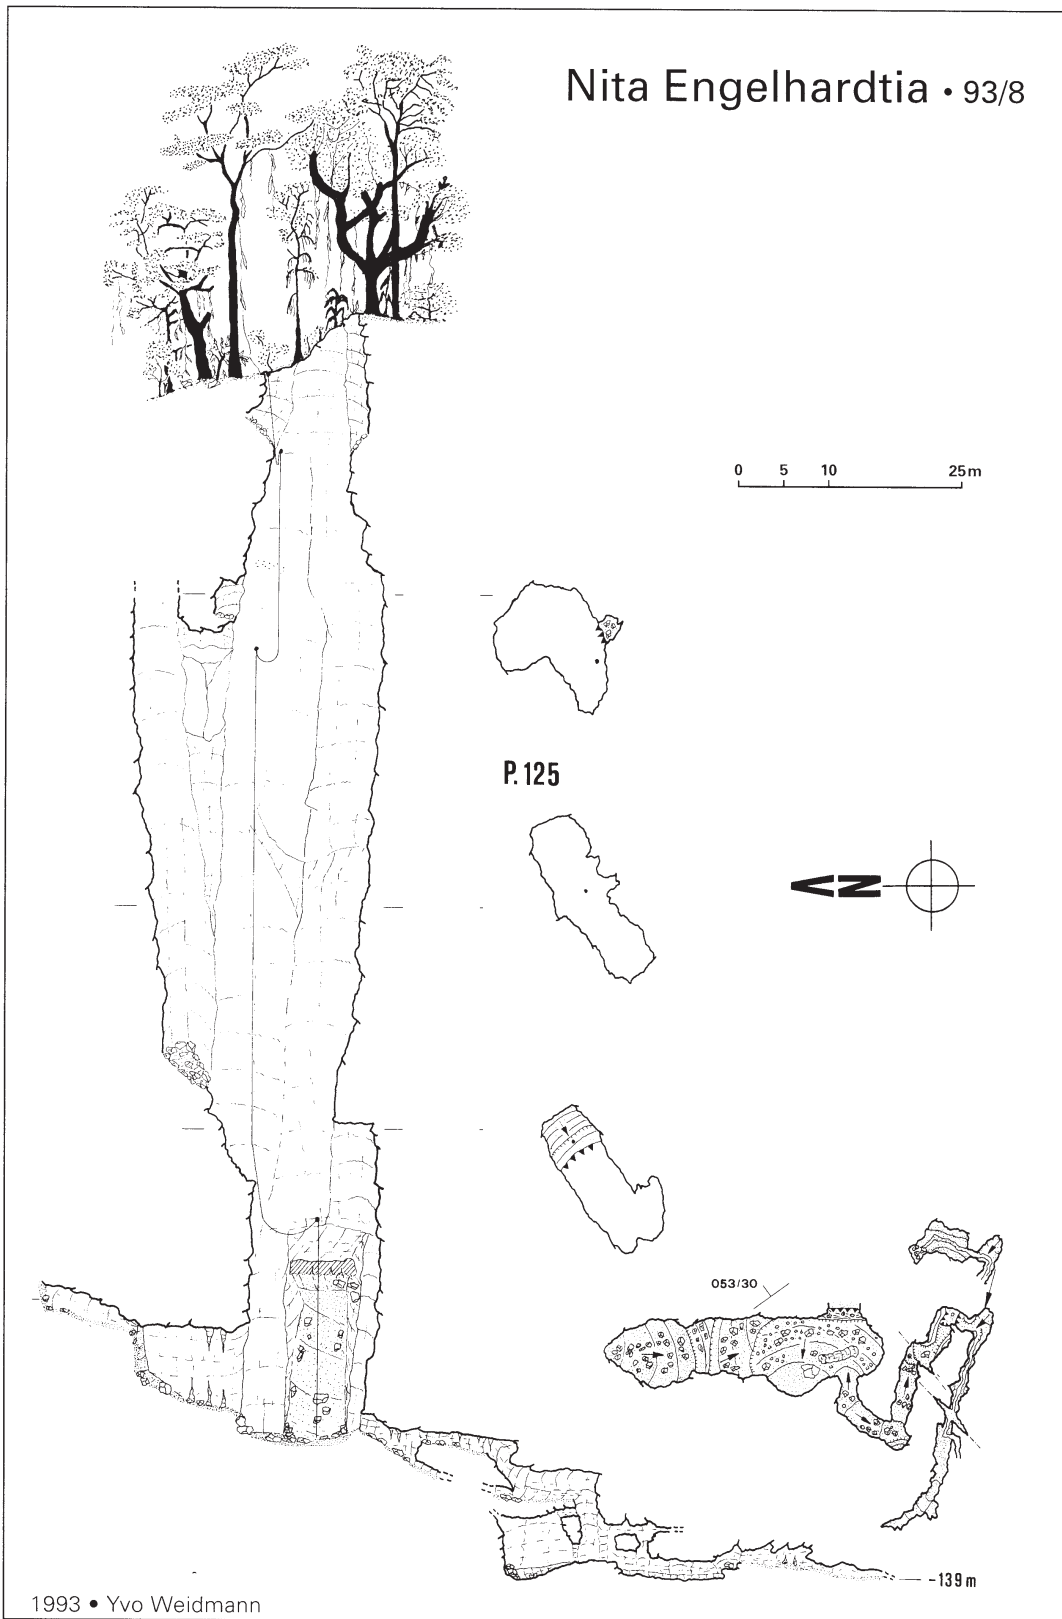 Nita Engelhardtia • 93/8
0 5 10 25m
P.125
N
053/30
-139m
1993 • Yvo Weidmann